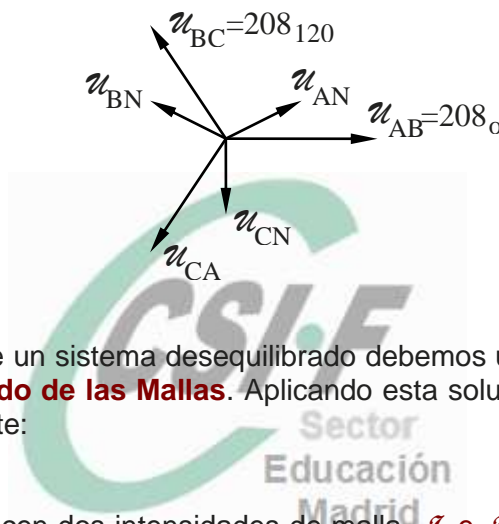 𝒰BC=208120
𝒰BN
𝒰AN
𝒰AB=208o
𝒰CN
𝒰CA
CSI·F
un sistema desequilibrado debemos
do de las Mallas. Aplicando esta solu
te:
Sector
Educación
Madrid
dos intensidades de malla